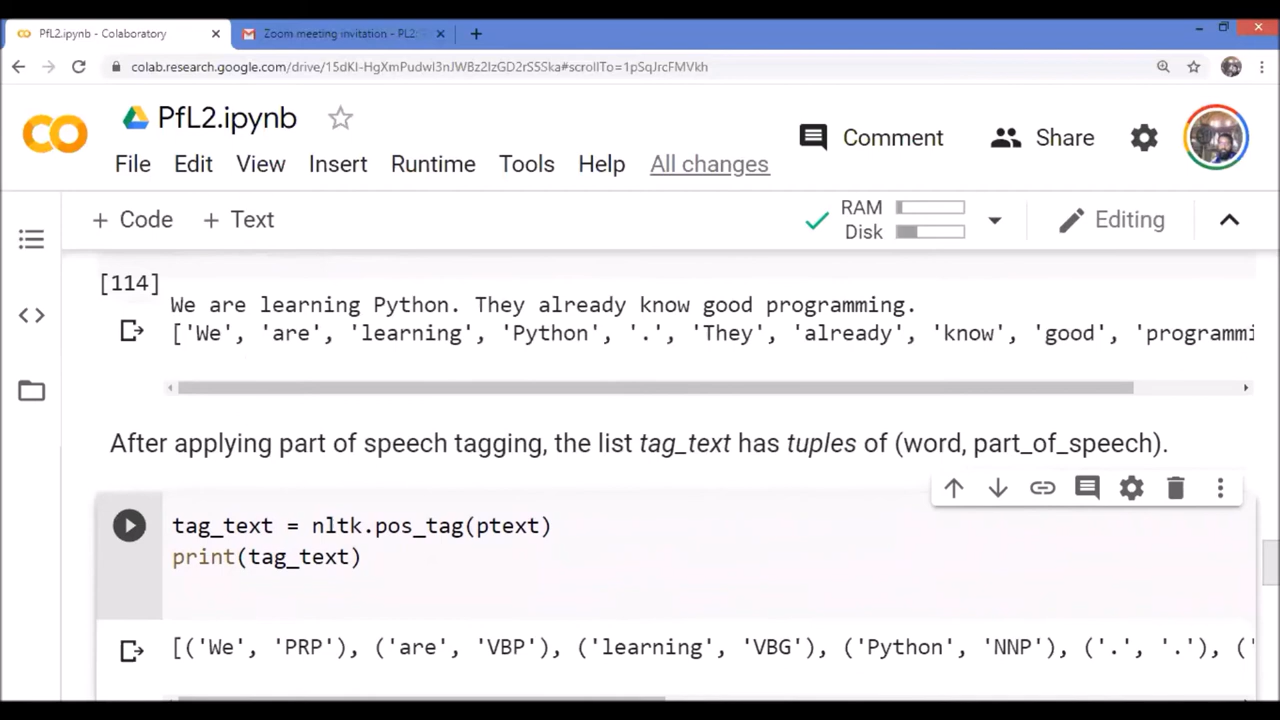 PfL2.ipynb - Colaboratory
Zoom meeting invitation - PL2:
colab.research.google.com/drive/15dKI-HgXmPudwI3nJWBz2IzGD2rS5Ska#scrollTo=1pSqJrcFMVkh
CO PfL2.ipynb
Comment Share
File Edit View Insert Runtime Tools Help All changes
+ Code + Text
RAM
Disk
Editing
[114]
We are learning Python. They already know good programming.
['We', 'are', 'learning', 'Python', '.', 'They', 'already', 'know', 'good', 'programmi
After applying part of speech tagging, the list tag_text has tuples of (word, part_of_speech).
tag_text = nltk.pos_tag(ptext)
print(tag_text)
[('We', 'PRP'), ('are', 'VBP'), ('learning', 'VBG'), ('Python', 'NNP'), ('.', '.'), ('